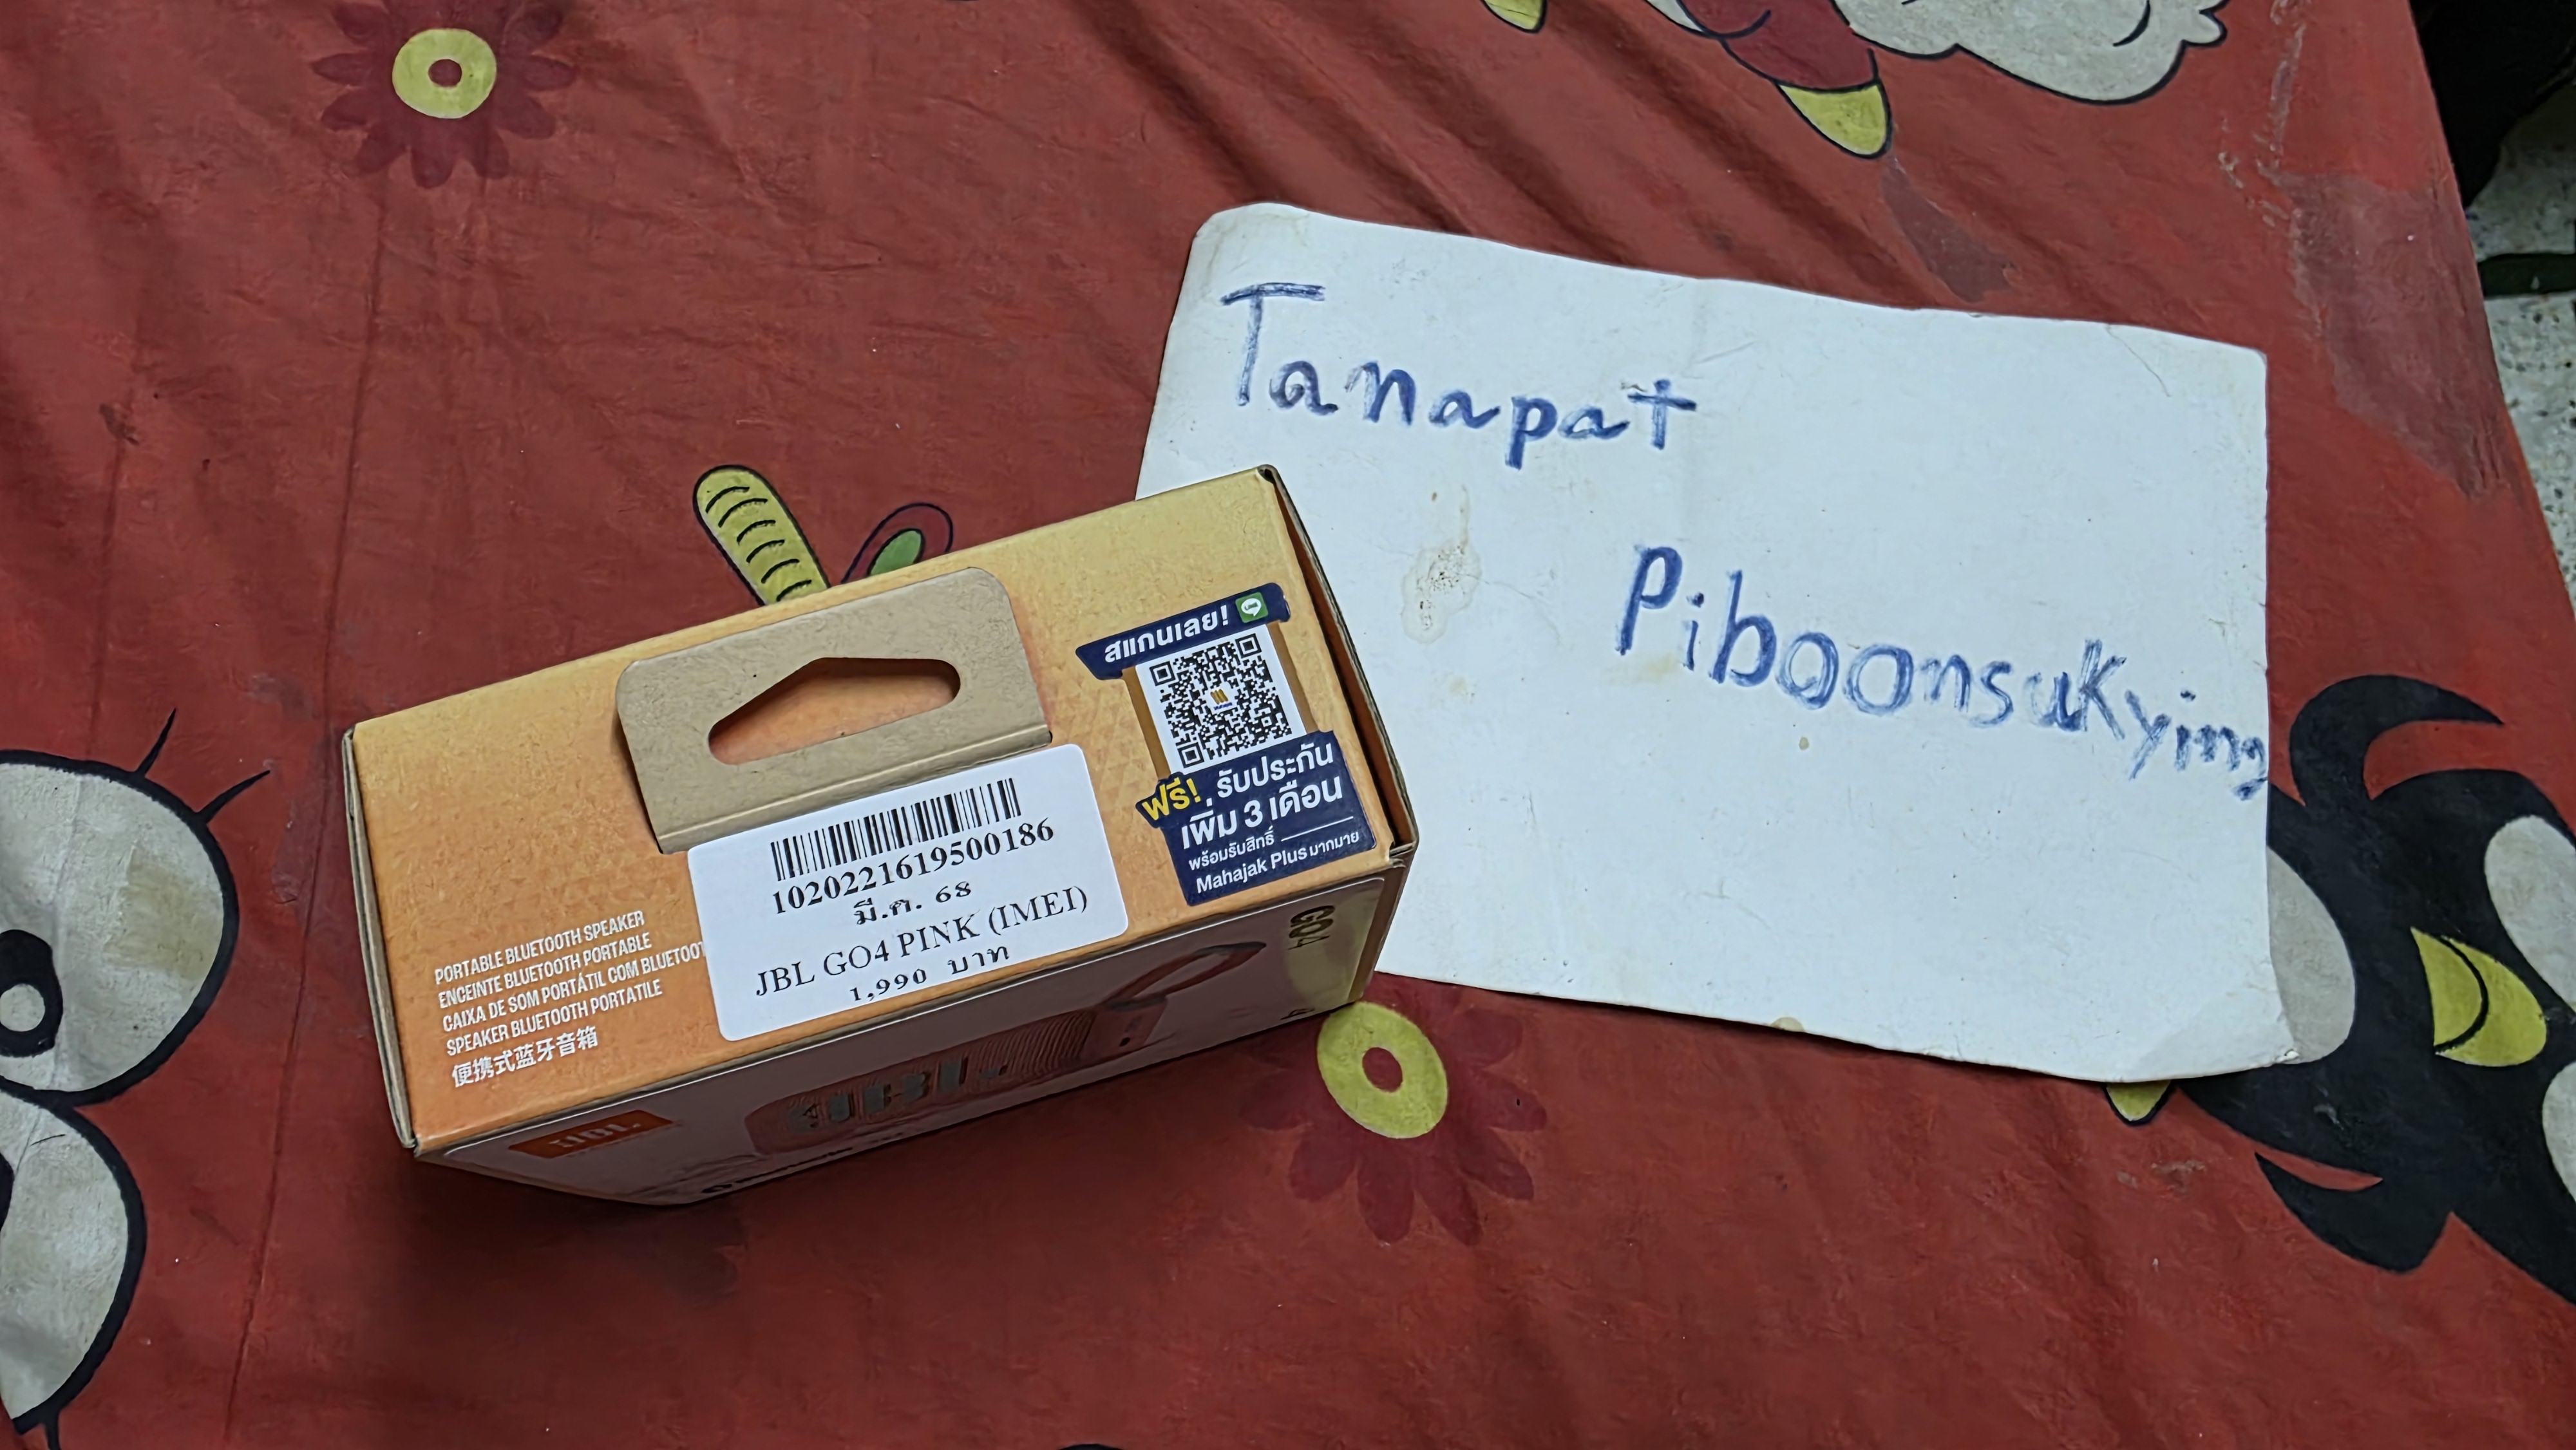 Tanapat
Piboonsukying
สแกนเลย!
ฟรี! รับประกัน
เพิ่ม 3 เดือน
พร้อมรับสิทธิ์
Mahajak Plus มากมาย
1020221619500186
มี.ค. 68
JBL GO4 PINK (IMEI)
1,990 บาท
PORTABLE BLUETOOTH SPEAKER
ENCEINTE BLUETOOTH PORTABLE
CAIXA DE SOM PORTÁTIL COM BLUETOOT
SPEAKER BLUETOOTH PORTATILE
便携式蓝牙音箱
GO4
JBL
JBL